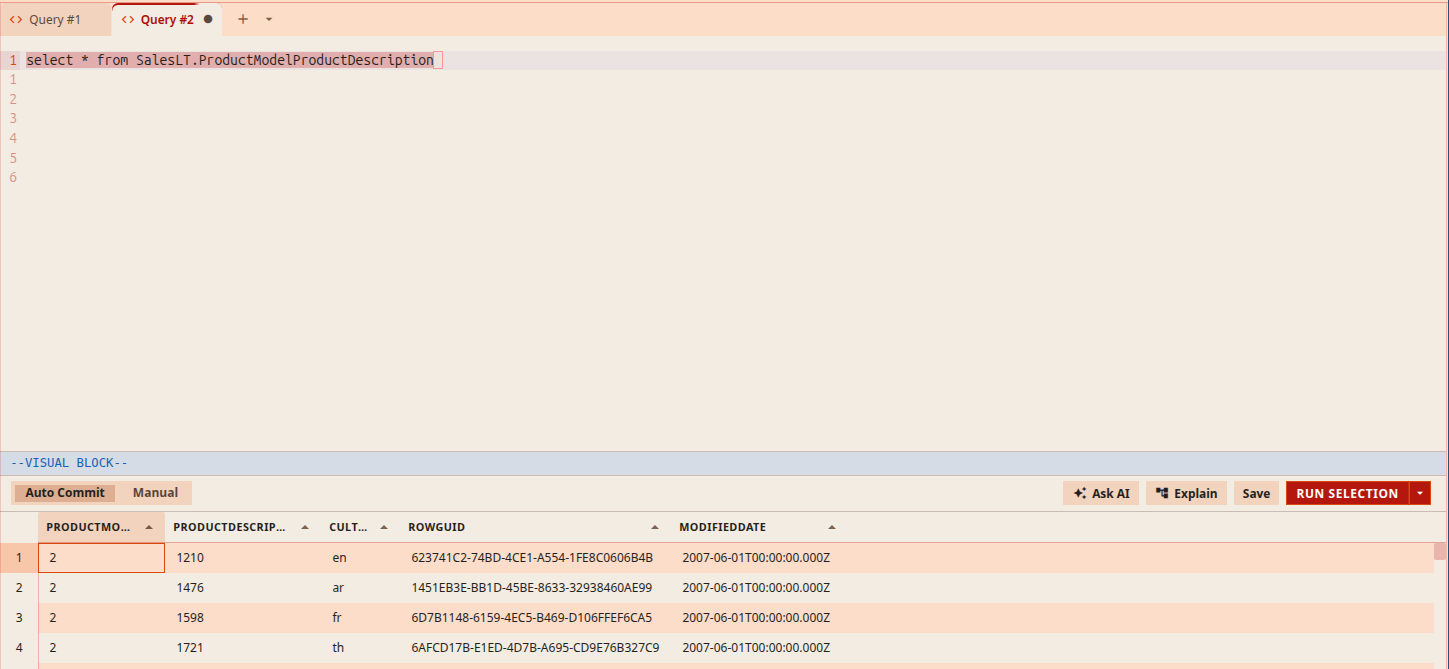 Query #1 Query #2
1 select * from SalesLT.ProductModelProductDescription
1
2
3
4
5
6
--VISUAL BLOCK--
Auto Commit Manual Ask AI Explain Save RUN SELECTION
PRODUCTMO... PRODUCTDESCRIP... CULT... ROWGUID MODIFIEDDATE
1 2 1210 en 623741C2-74BD-4CE1-A554-1FE8C0606B4B 2007-06-01T00:00:00.000Z
2 2 1476 ar 1451EB3E-BB1D-45BE-8633-32938460AE99 2007-06-01T00:00:00.000Z
3 2 1598 fr 6D7B1148-6159-4EC5-B469-D106FFEF6CA5 2007-06-01T00:00:00.000Z
4 2 1721 th 6AFCD17B-E1ED-4D7B-A695-CD9E76B327C9 2007-06-01T00:00:00.000Z